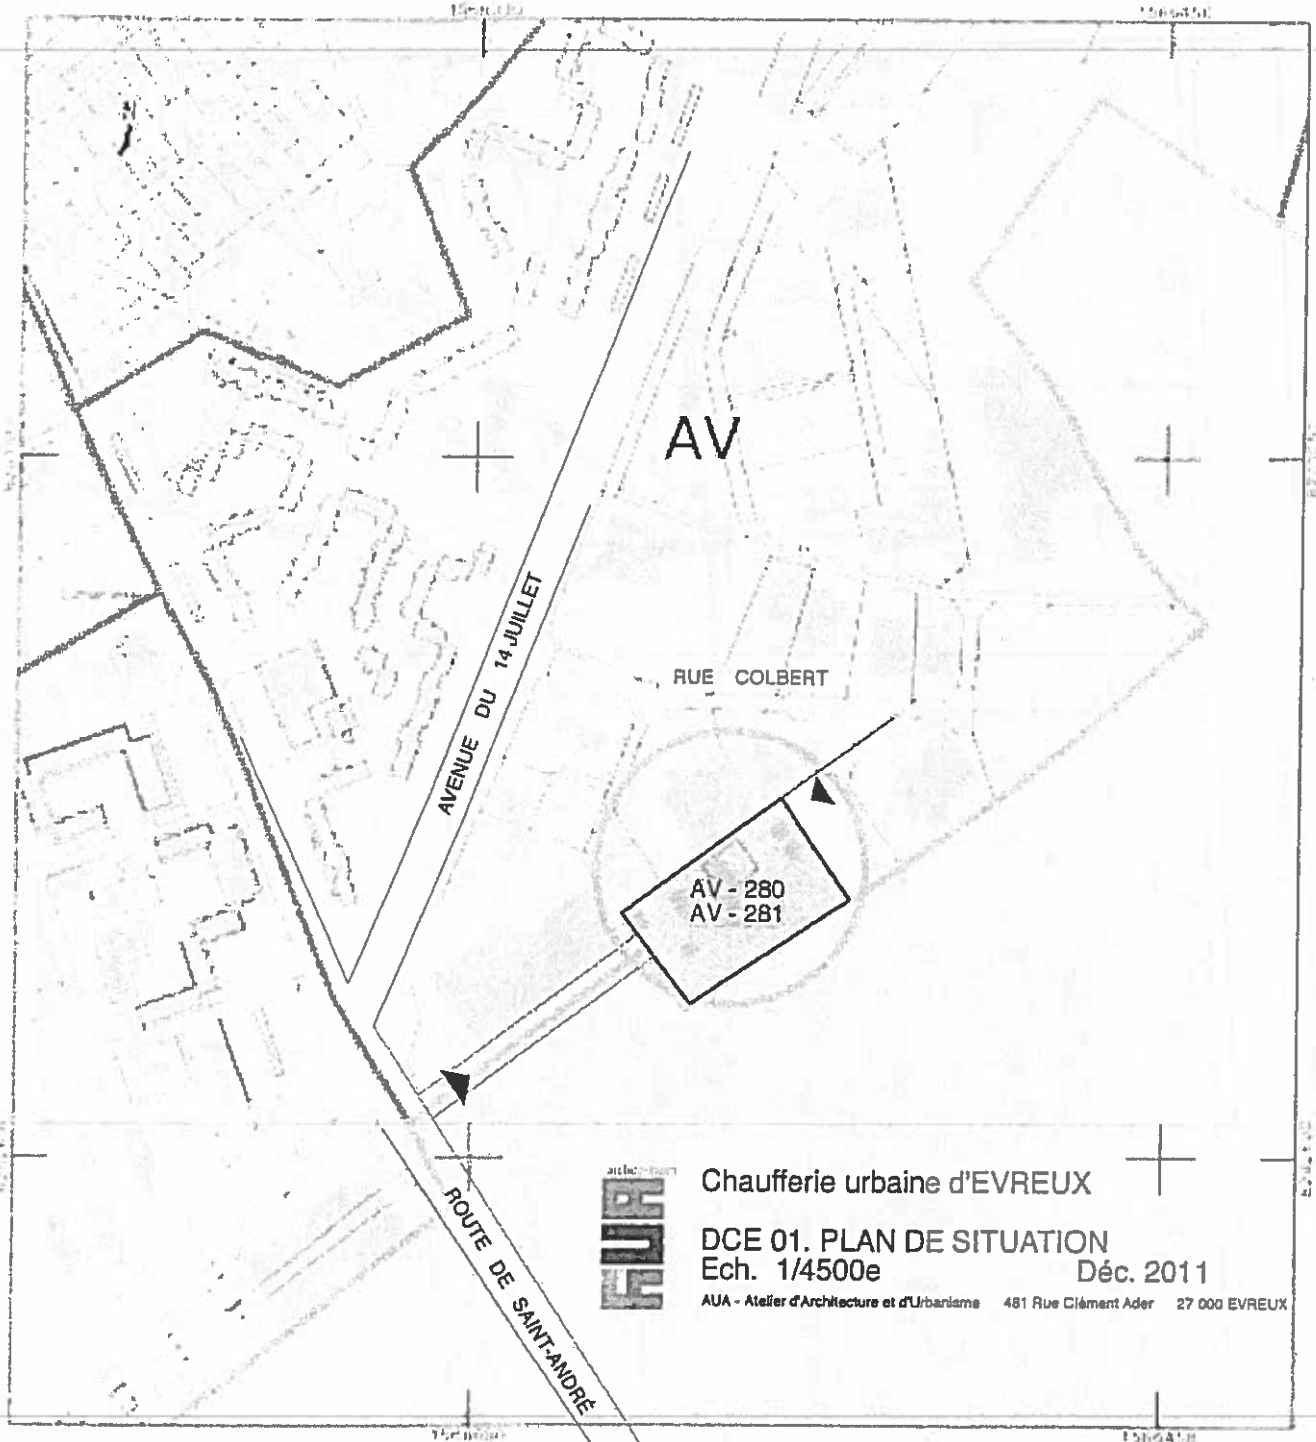 AV
AVENUE DU 14 JUILLET
RUE COLBERT
AV - 280
AV - 281
ROUTE DE SAINT-ANDRÉ
Chaufferie urbaine d'EVREUX
DCE 01. PLAN DE SITUATION
Ech. 1/4500e Déc. 2011
AUA - Atelier d'Architecture et d'Urbanisme 481 Rue Clément Ader 27 000 EVREUX